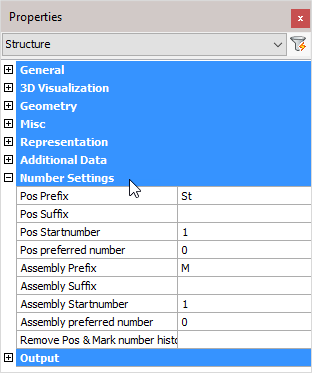 Properties
x
Structure
General
3D Visualization
Geometry
Misc
Representation
Additional Data
Number Settings
Pos Prefix St
Pos Suffix
Pos Startnumber 1
Pos preferred number 0
Assembly Prefix M
Assembly Suffix
Assembly Startnumber 1
Assembly preferred number 0
Remove Pos & Mark number histo
Output